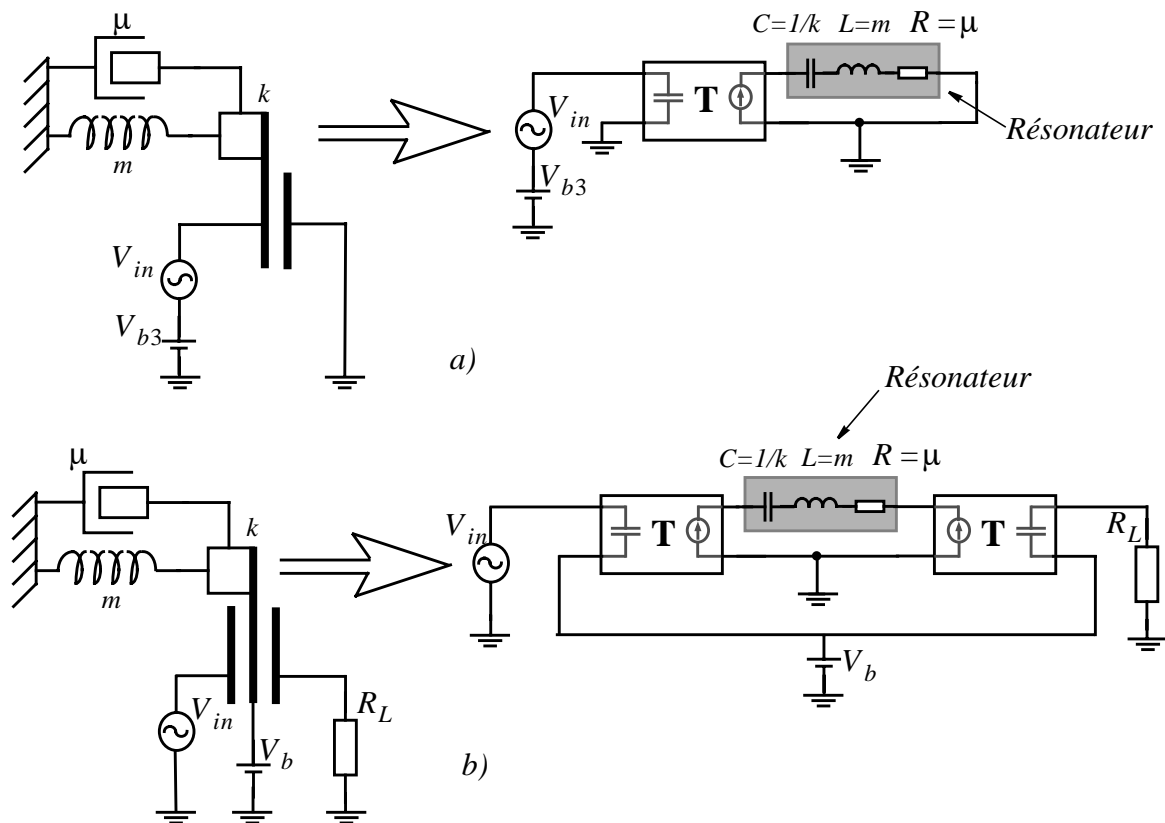 μ
k
m
V_in
V_b3
a)
C=1/k L=m R = μ
T
V_in
V_b3
Résonateur
μ
k
m
V_in
V_b
R_L
b)
Résonateur
C=1/k L=m R = μ
V_in
T
T
R_L
V_b